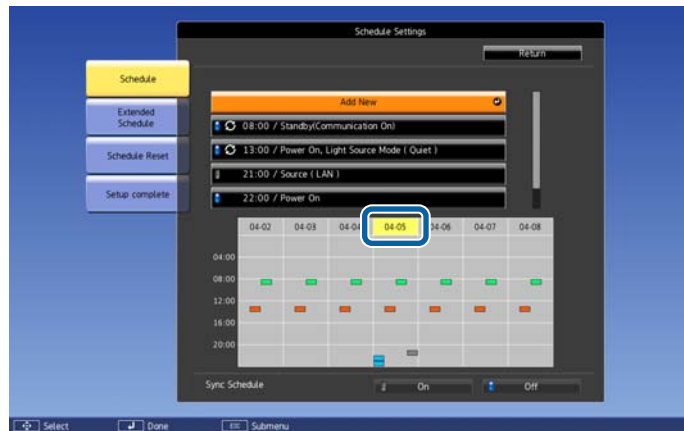 Schedule Settings
Return
Schedule
Extended
Schedule
Schedule Reset
Setup complete
Add New
08:00 / Standby(Communication On)
13:00 / Power On, Light Source Mode ( Quiet )
21:00 / Source ( LAN )
22:00 / Power On
04-02 04-03 04-04 04-05 04-06 04-07 04-08
04:00
08:00
12:00
16:00
20:00
Sync Schedule On Off
Select Done Esc Submenu